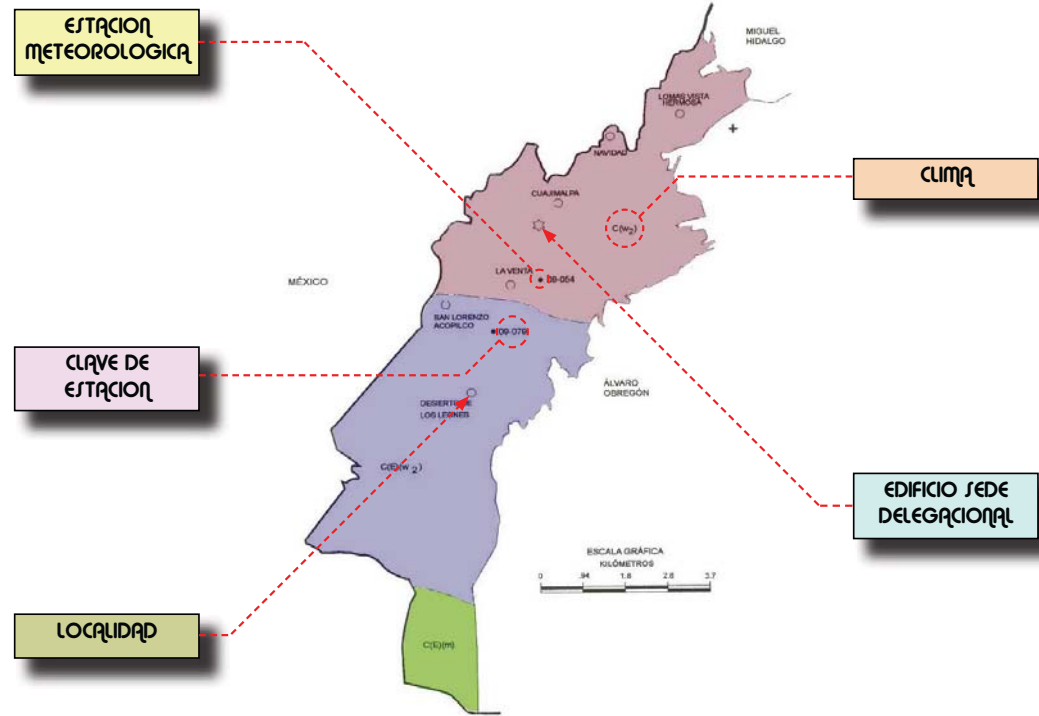 ESTACION
METEOROLOGICA
MIGUEL
HIDALGO
LOMAS VISTA
HERMOSA
NAVIDAD
CLIMA
CUAJIMALPA
C(w2)
MÉXICO
LA VENTA
09-054
SAN LORENZO
ACOPILCO
09-079
CLAVE DE
ESTACION
ÁLVARO
OBREGÓN
DESIERTO DE
LOS LEONES
C(E)(w 2)
EDIFICIO SEDE
DELEGACIONAL
ESCALA GRÁFICA
KILÓMETROS
0 .94 1.8 2.8 3.7
LOCALIDAD
C(E)(m)